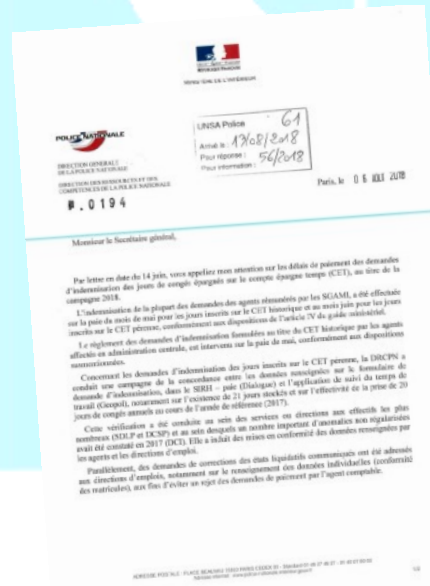 MINISTÈRE DE L'INTÉRIEUR
POLICE NATIONALE
UNSA Police 61
Arrivé le : 13/08/2018
Pour réponse : 56/2018
Pour information :
DIRECTION GENERALE
DE LA POLICE NATIONALE
DIRECTION DES RESSOURCES ET DES
COMPETENCES DE LA POLICE NATIONALE
Paris, le 0 6 AOUT 2018
0194
Monsieur le Secrétaire général,
Par lettre en date du 14 juin, vous appeliez mon attention sur les délais de paiement des demandes
d'indemnisation des jours de congés épargnés sur le compte épargne temps (CET), au titre de la
campagne 2018.
L'indemnisation de la plupart des demandes des agents rémunérés par les SGAMI, a été effectuée
sur la paie du mois de mai pour les jours inscrits sur le CET historique et au mois juin pour les jours
inscrits sur le CET pérenne, conformément aux dispositions de l'article IV du guide ministériel.
Le règlement des demandes d'indemnisation formulées au titre du CET historique par les agents
affectés en administration centrale, est intervenu sur la paie de mai, conformément aux dispositions
susmentionnées.
Concernant les demandes d'indemnisation des jours inscrits sur le CET pérenne, la DRCPN a
conduit une campagne de la concordance entre les données renseignées sur le formulaire de
demande d'indemnisation, dans le SIRH - paie (Dialogue) et l'application de suivi du temps de
travail (Geopol), notamment sur l'existence de 21 jours stockés et sur l'effectivité de la prise de 20
jours de congés annuels au cours de l'année de référence (2017).
Cette vérification a été conduite au sein des services ou directions aux effectifs les plus
nombreux (SDLP et DCSP) et au sein desquels un nombre important d'anomalies non régularisées
avait été constaté en 2017 (DCI). Elle a induit des mises en conformité des données renseignées par
les agents et les directions d'emploi.
Parallèlement, des demandes de corrections des états liquidatifs communiqués ont été adressés
aux directions d'emplois, notamment sur le renseignement des données individuelles (conformité
des matricules), aux fins d'éviter un rejet des demandes de paiement par l'agent comptable.
ADRESSE POSTALE : PLACE BEAUVAU 75800 PARIS CEDEX 08